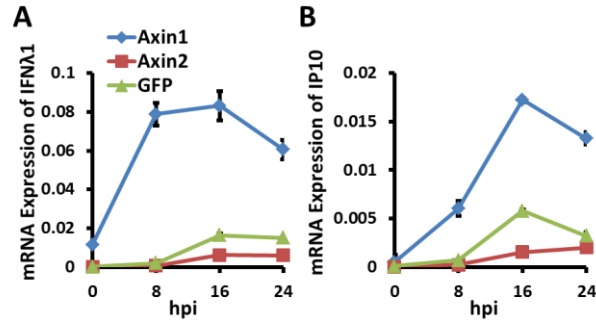 A
B
Axin1
Axin2
GFP
mRNA Expression of IFNλ1
0.1
0.08
0.06
0.04
0.02
0
0 8 16 24
hpi
mRNA Expression of IP10
0.02
0.015
0.01
0.005
0
0 8 16 24
hpi